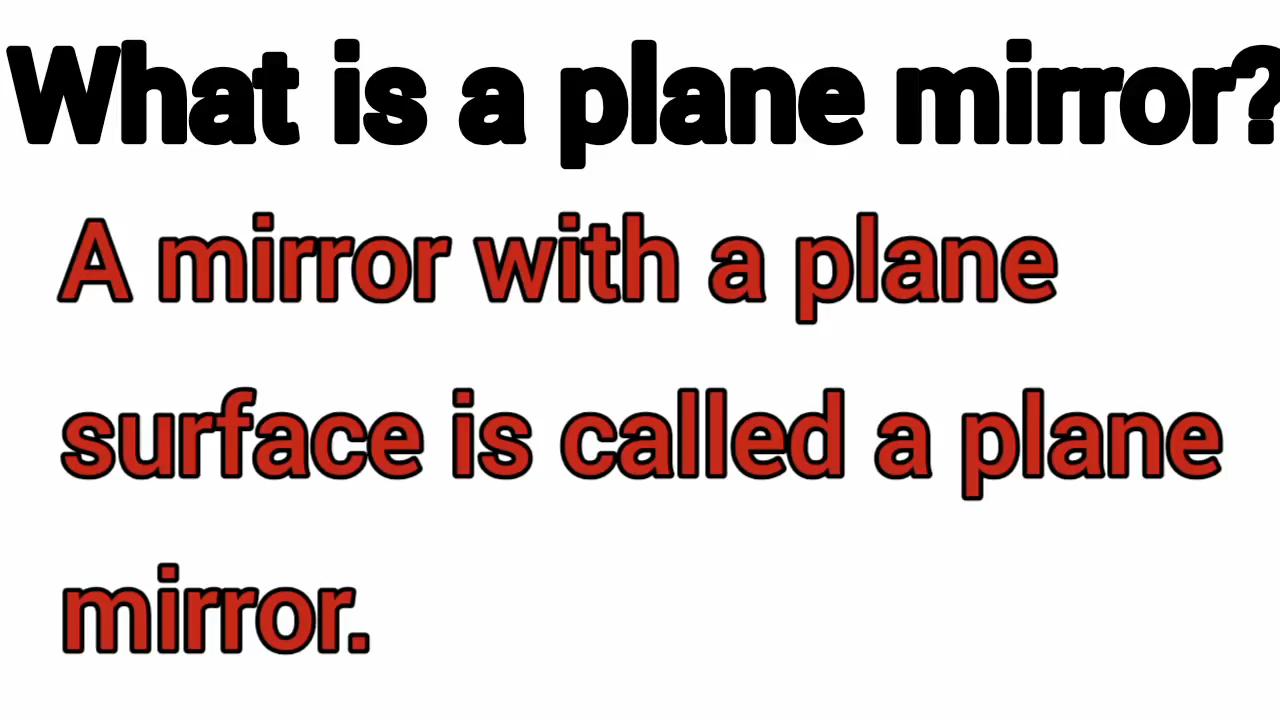 What is a plane mirror?
A mirror with a plane
surface is called a plane
mirror.